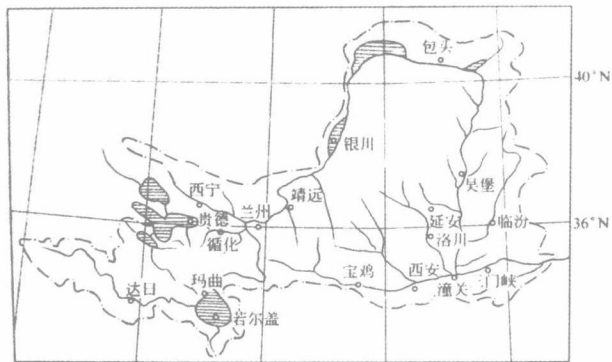 包头
40°N
银川
吴堡
西宁
靖远
兰州
贵德
延安
临汾
36°N
循化
洛川
宝鸡
西安
三门峡
玛曲
潼关
达日
若尔盖